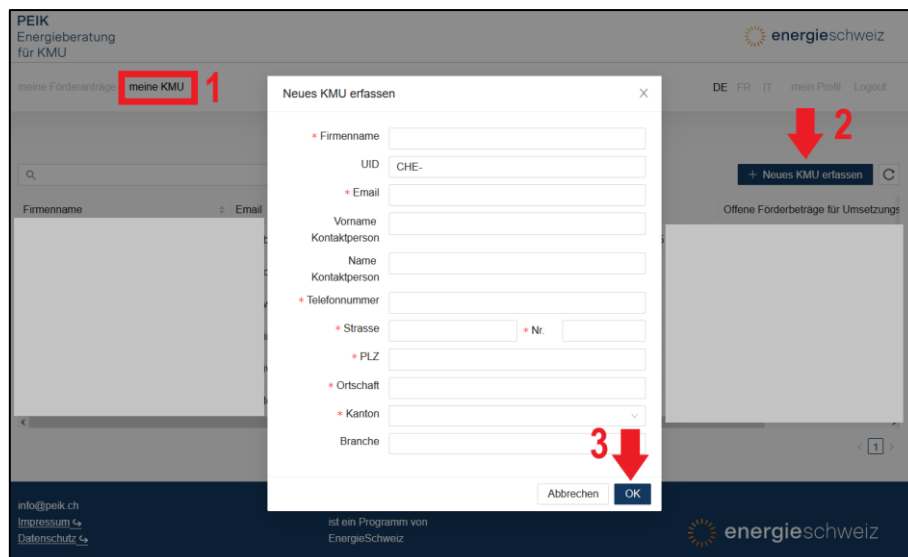 PEIK
Energieberatung
für KMU
energieschweiz
meine Förderanträge meine KMU 1
DE FR IT mein Profil Logout
2
+ Neues KMU erfassen
Firmenname Email Offene Förderbeträge für Umsetzungs
Neues KMU erfassen X
* Firmenname
UID CHE-
* Email
Vorname
Kontaktperson
Name
Kontaktperson
* Telefonnummer
* Strasse * Nr.
* PLZ
* Ortschaft
* Kanton
Branche
3
Abbrechen OK
< 1 >
info@peik.ch
Impressum
Datenschutz
ist ein Programm von
EnergieSchweiz
energieschweiz